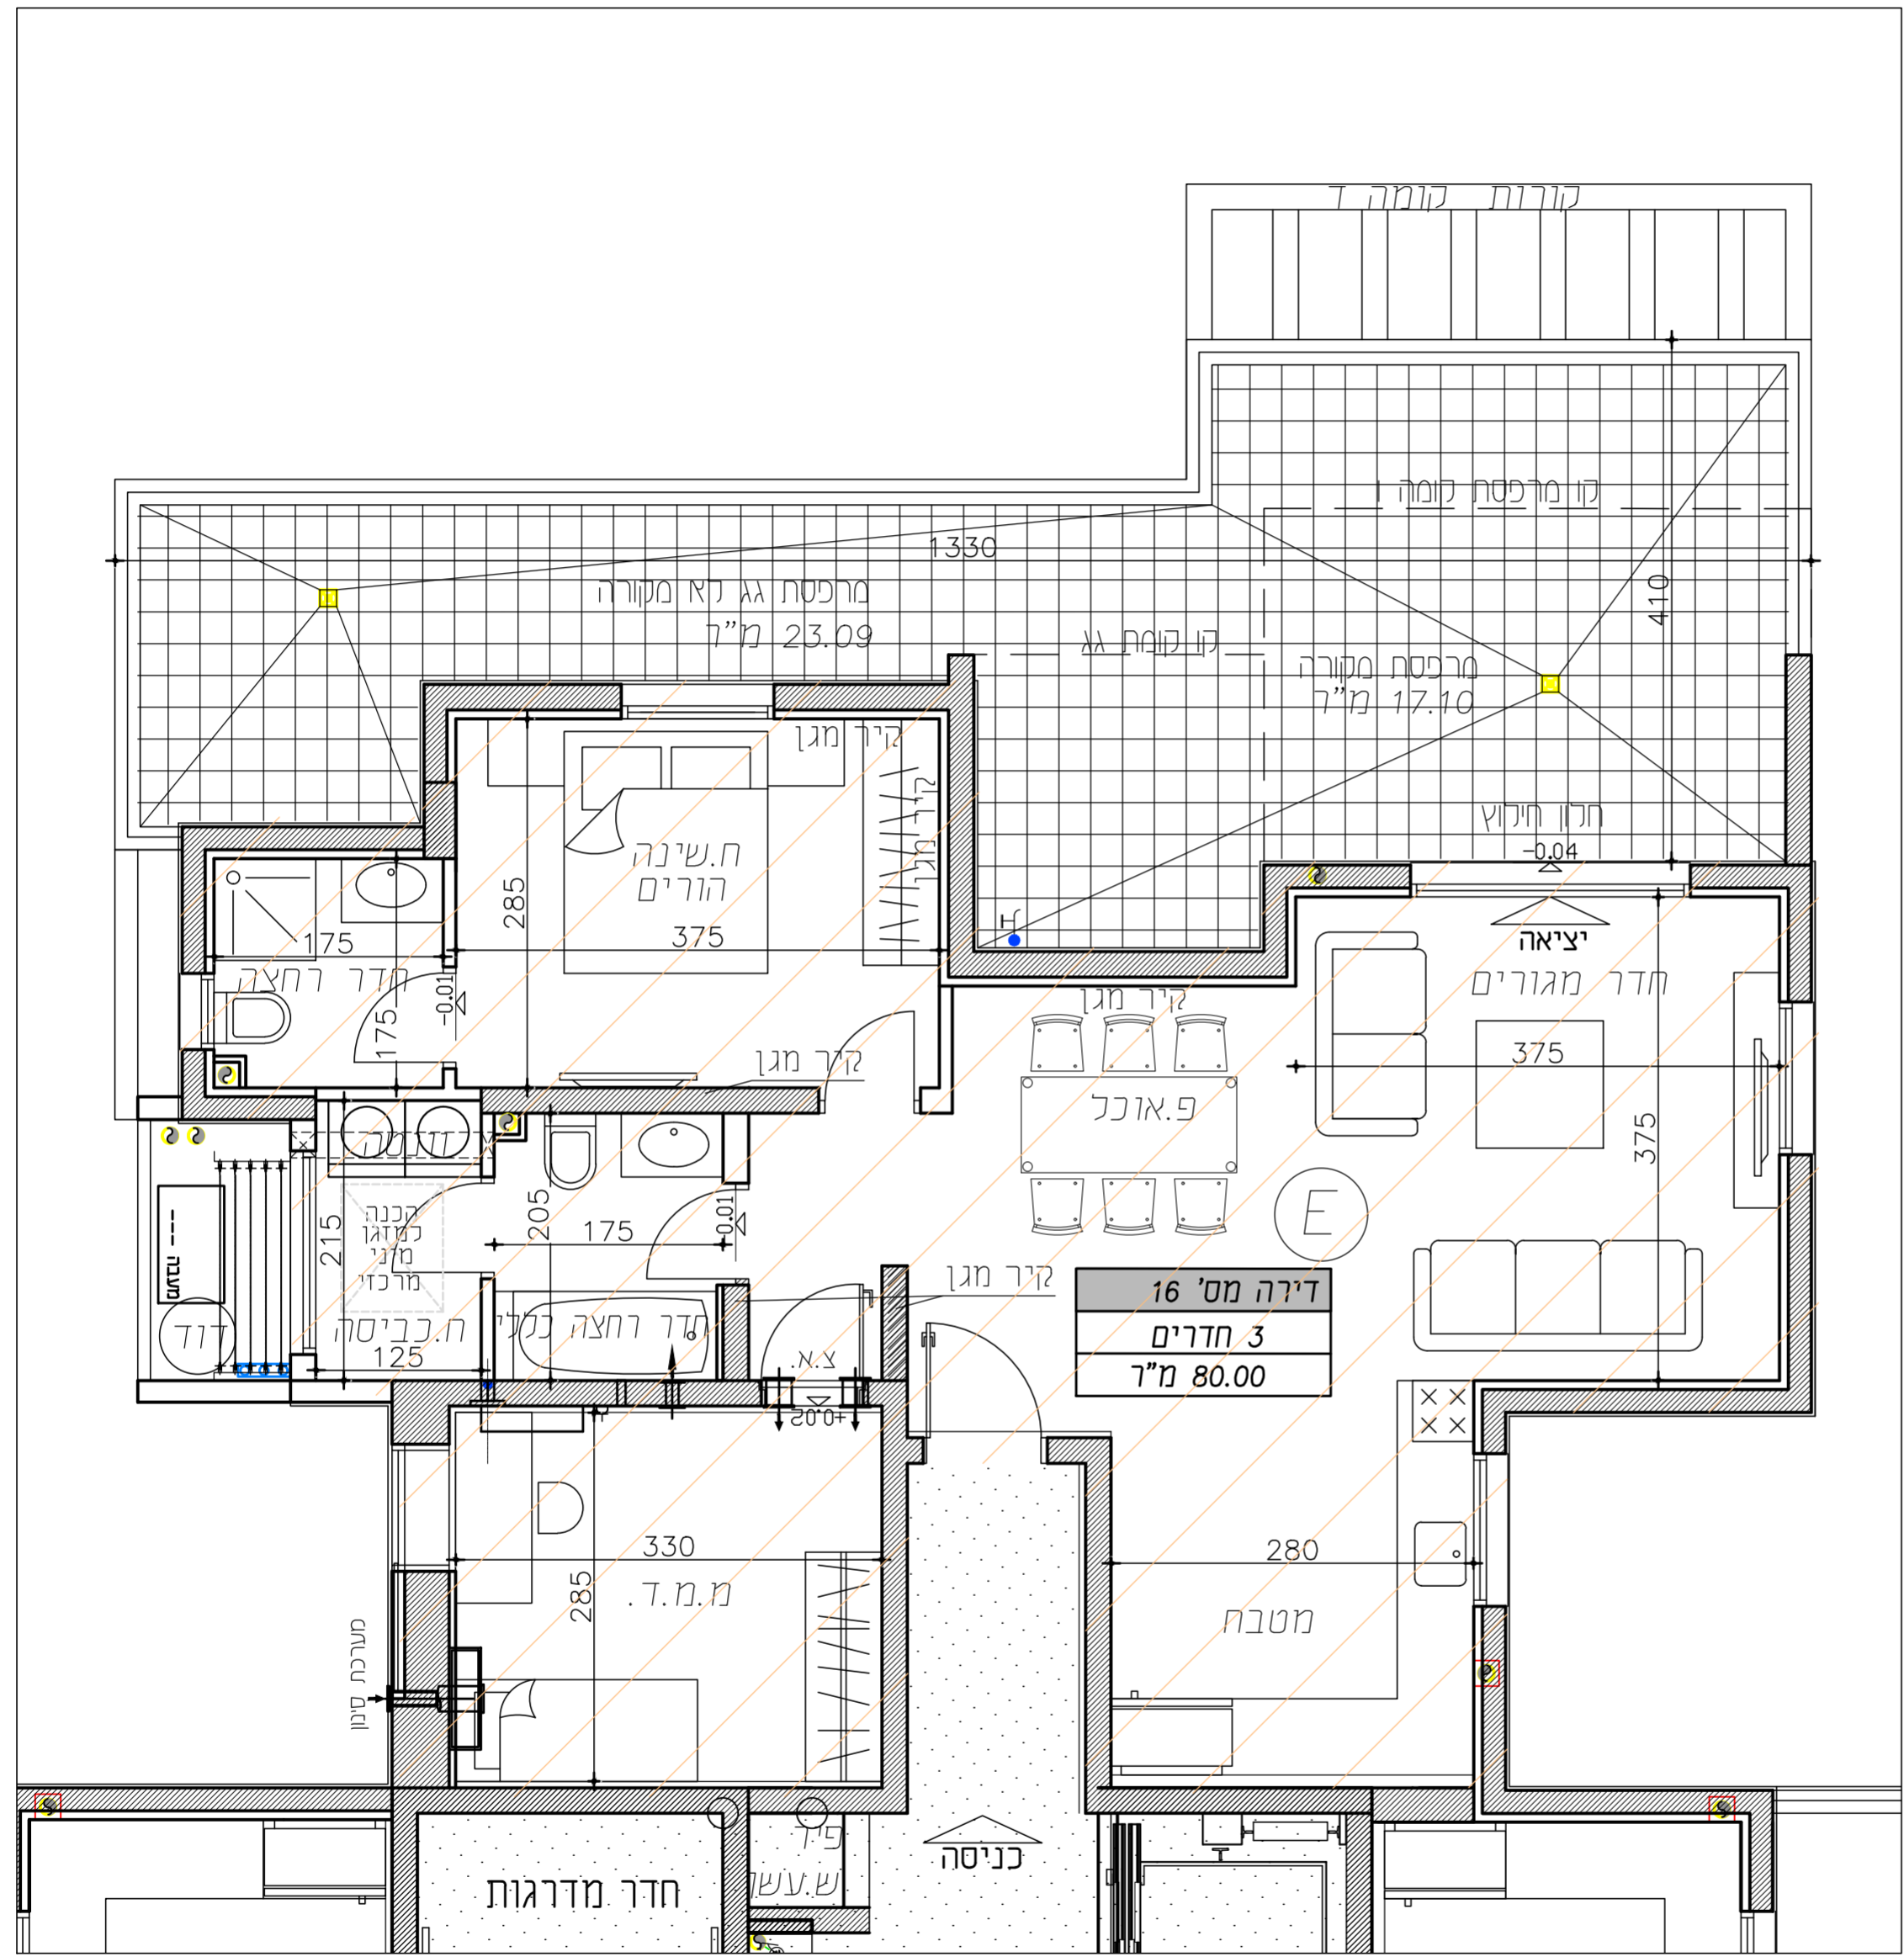 קורות קומה ד
קו מרפסת קומה ו
1330
מרפסת גג לא מקורה
23.09 מ"ר
410
קו קומת גג
מרפסת מקורה
17.10 מ"ר
חלון חילוץ
-0.04
יציאה
חדר מגורים
375
375
קיר מגן
קיר מגן
ח.שינה
הורים
285
375
175
חדר רחצה
175
-0.01
קיר מגן
קיר מגן
פ.אוכל
E
205
175
-0.01
215
הכנה
למזגן
מיני
מרכזי
מעבה
דוד
ח.כביסה
125
חדר רחצה כללי
קיר מגן
צ.א.
+0.02
דירה מס' 16
3 חדרים
80.00 מ"ר
330
285
מ.מ.ד.
מערכת סינון
280
מטבח
כניסה
חדר מדרגות
פיר